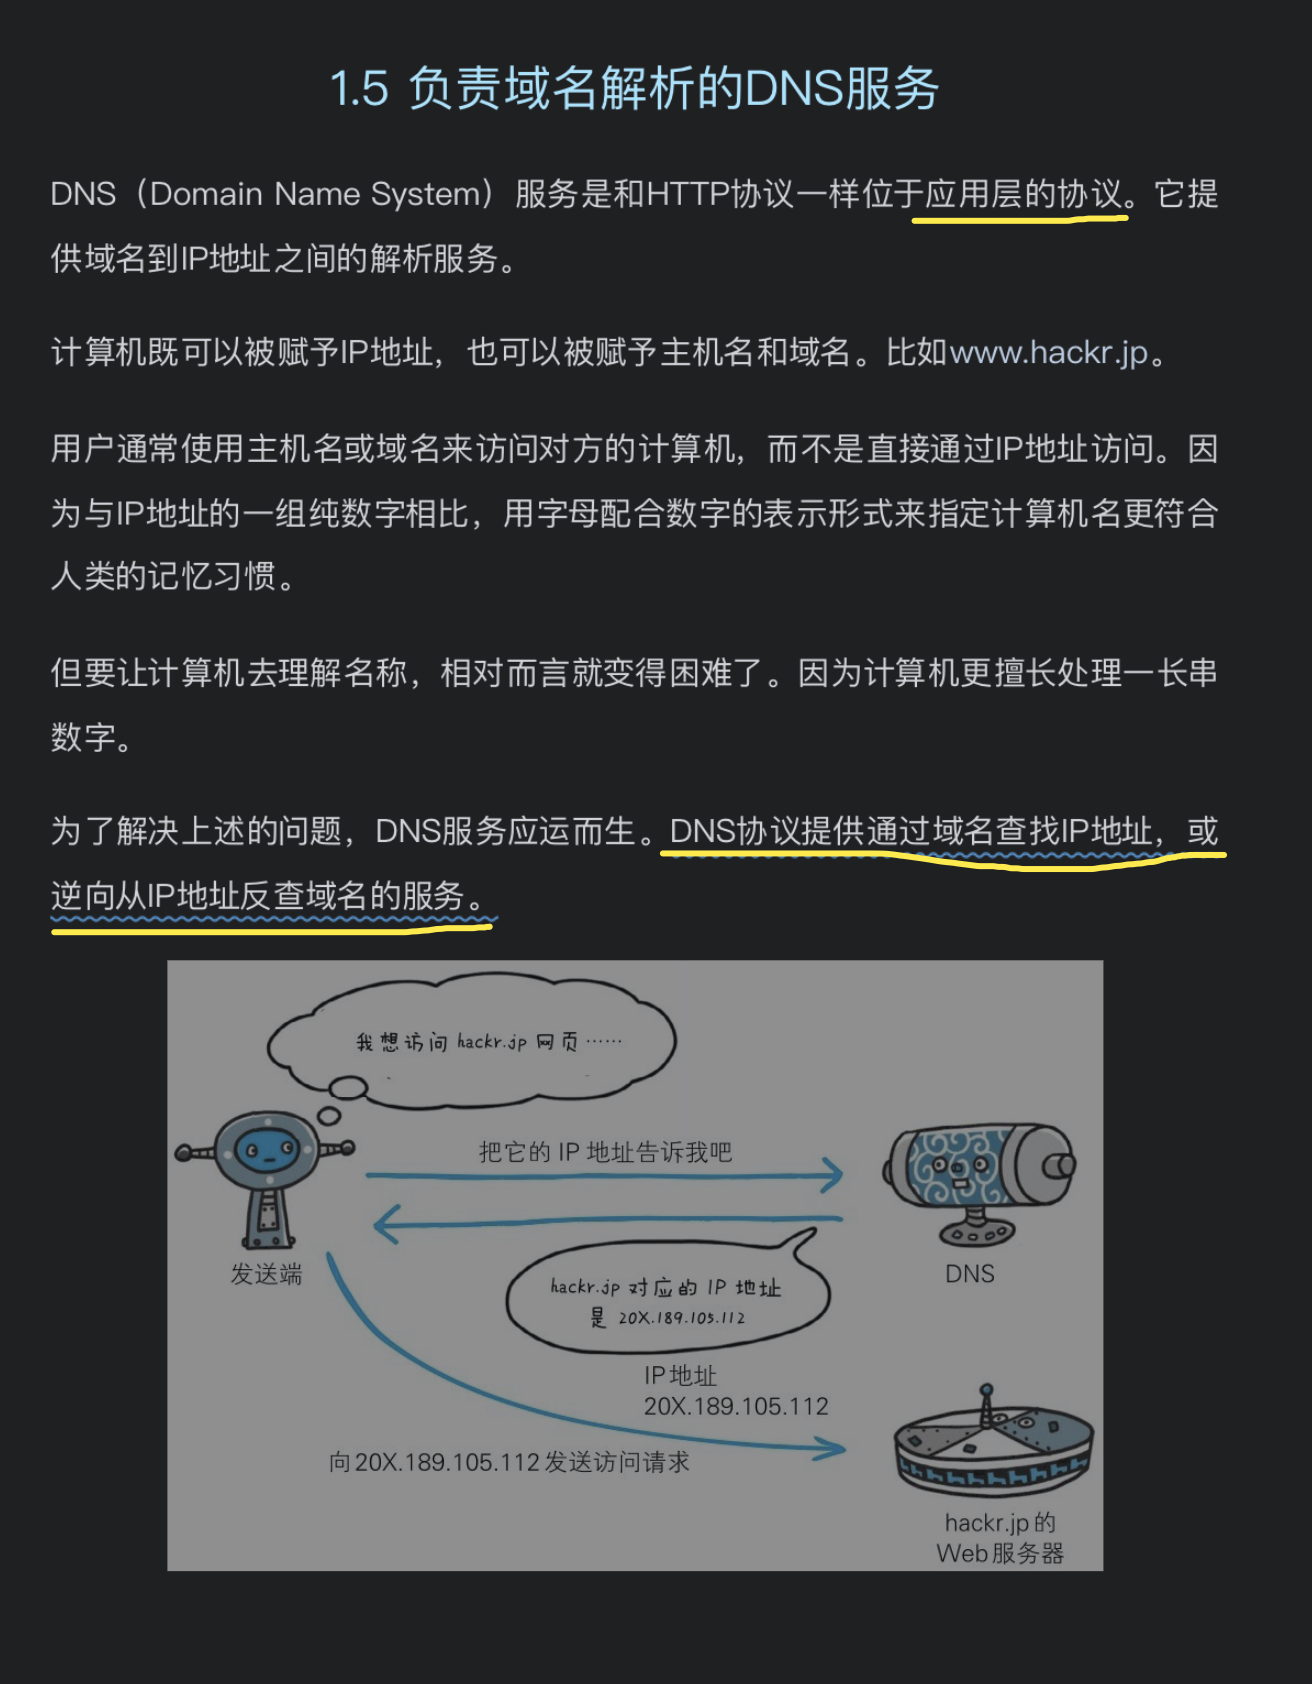 1.5 负责域名解析的DNS服务
DNS（Domain Name System）服务是和HTTP协议一样位于应用层的协议。它提
供域名到IP地址之间的解析服务。
计算机既可以被赋予IP地址，也可以被赋予主机名和域名。比如www.hackr.jp。
用户通常使用主机名或域名来访问对方的计算机，而不是直接通过IP地址访问。因
为与IP地址的一组纯数字相比，用字母配合数字的表示形式来指定计算机名更符合
人类的记忆习惯。
但要让计算机去理解名称，相对而言就变得困难了。因为计算机更擅长处理一长串
数字。
为了解决上述的问题，DNS服务应运而生。DNS协议提供通过域名查找IP地址，或
逆向从IP地址反查域名的服务。
我想访问 hackr.jp 网页……
把它的 IP 地址告诉我吧
发送端
DNS
hackr.jp 对应的 IP 地址
是 20X.189.105.112
IP地址
20X.189.105.112
向20X.189.105.112发送访问请求
hackr.jp的
Web服务器